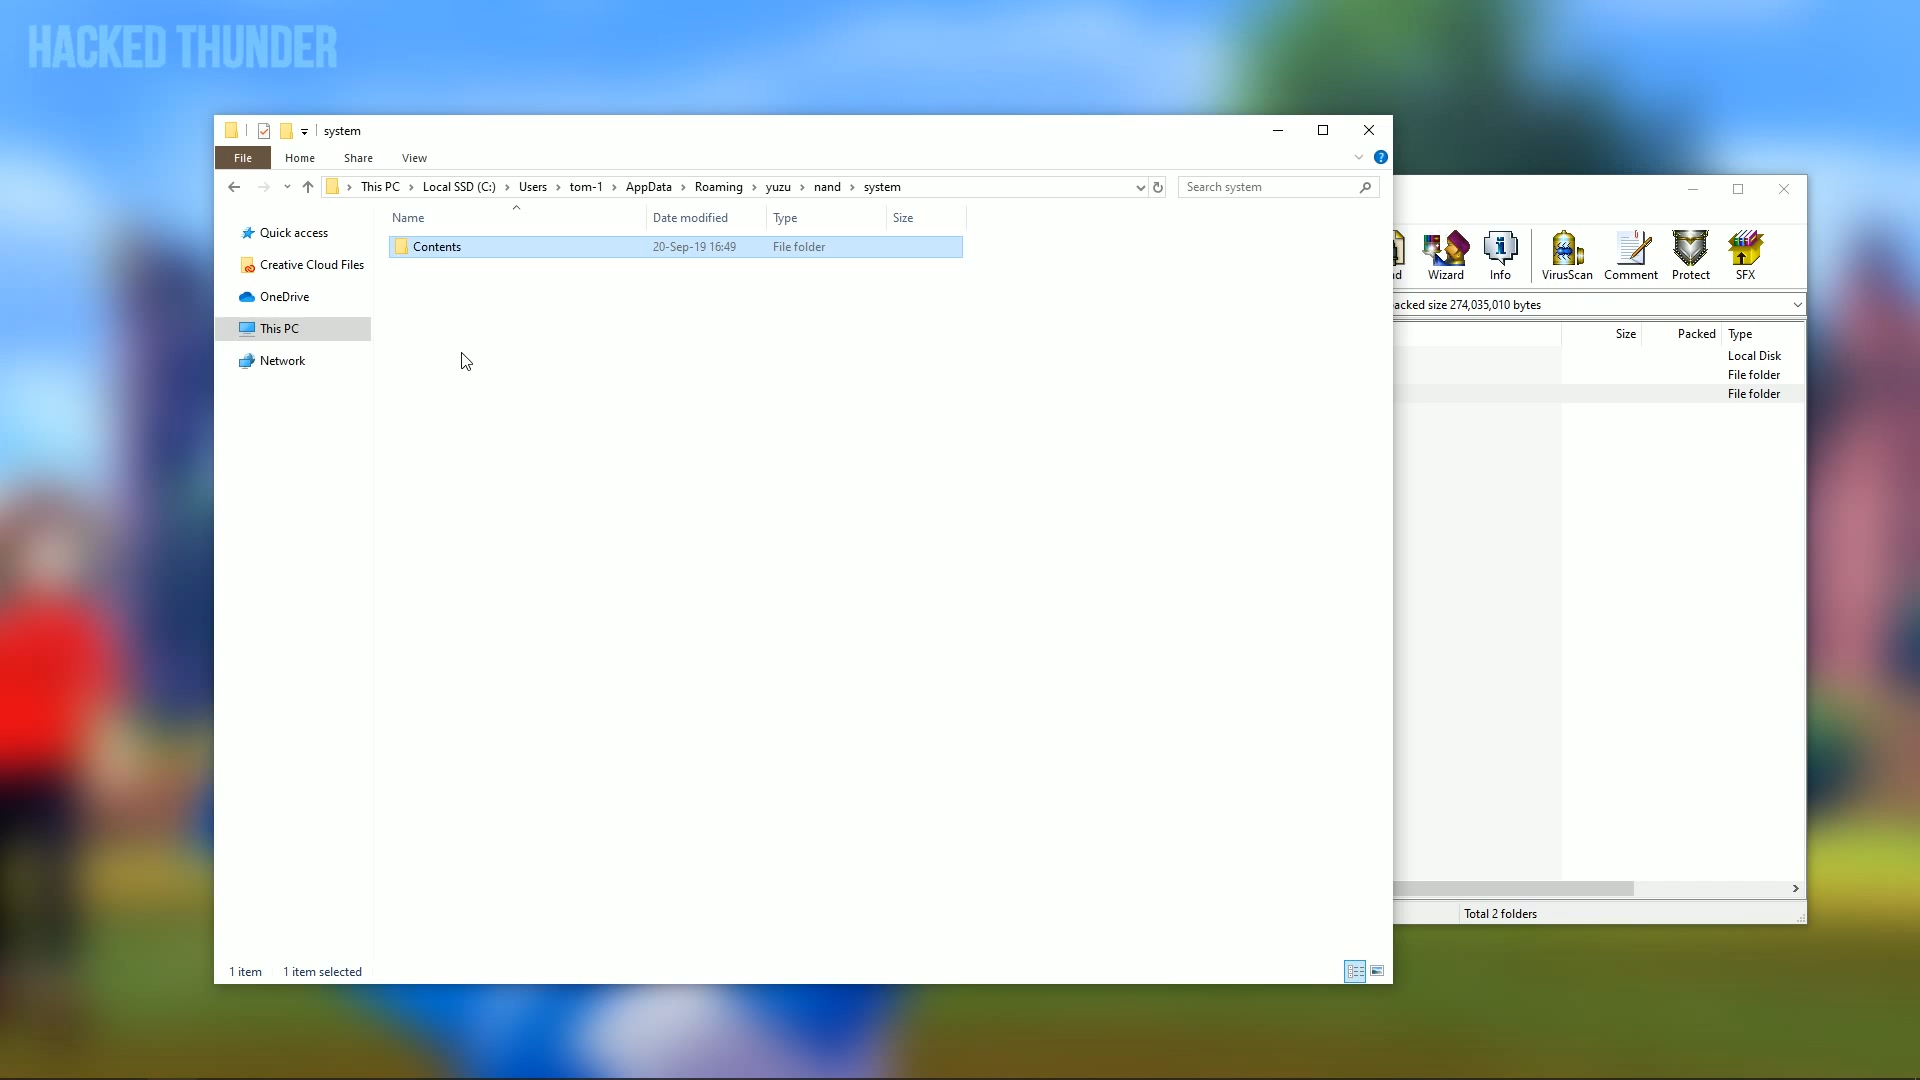 HACKED THUNDER
system
File Home Share View
This PC Local SSD (C:) Users tom-1 AppData Roaming yuzu nand system
Search system
Name Date modified Type Size
Contents 20-Sep-19 16:49 File folder
Quick access
Creative Cloud Files
OneDrive
This PC
Network
1 item 1 item selected
Wizard Info VirusScan Comment Protect SFX
size 274,035,010 bytes
Size Packed Type
Local Disk
File folder
File folder
Total 2 folders